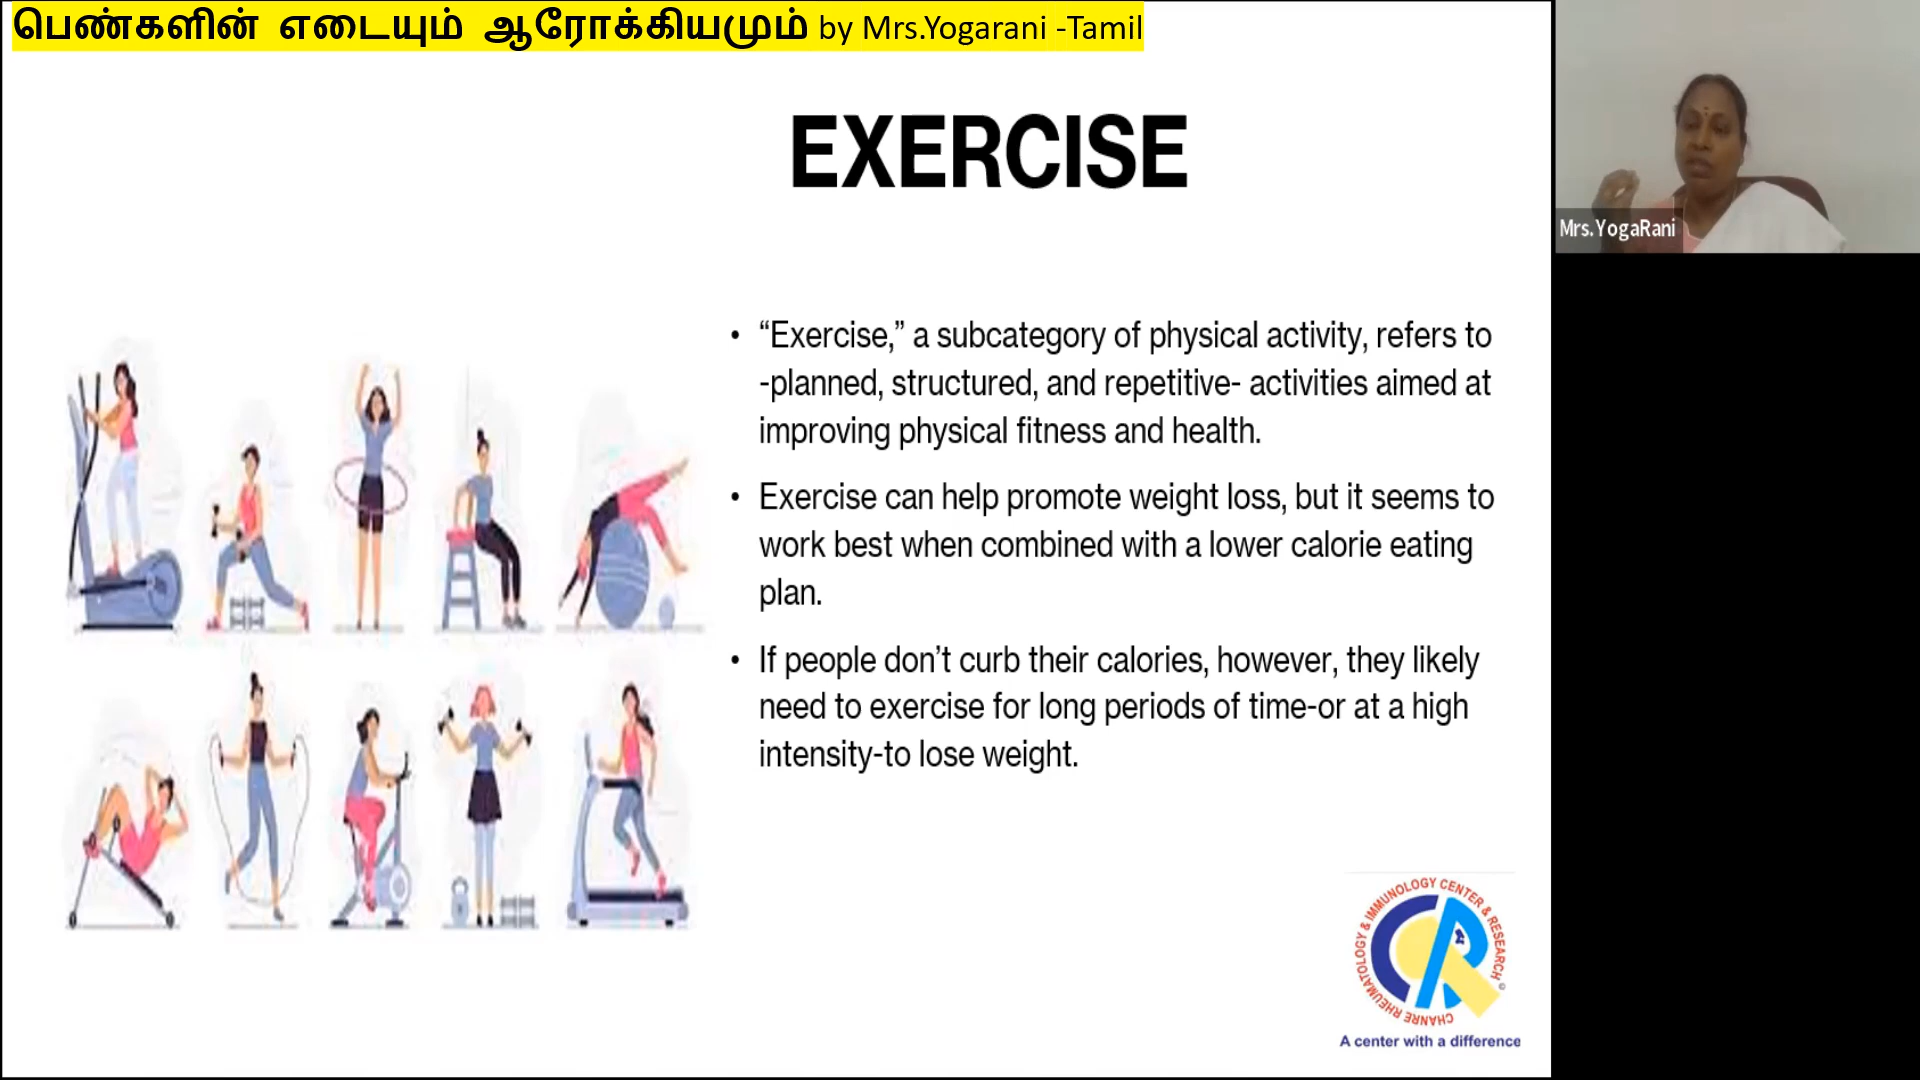 பெண்களின் எடையும் ஆரோக்கியமும் by Mrs.Yogarani -Tamil
EXERCISE
Mrs.YogaRani
• “Exercise,” a subcategory of physical activity, refers to
-planned, structured, and repetitive- activities aimed at
improving physical fitness and health.
• Exercise can help promote weight loss, but it seems to
work best when combined with a lower calorie eating
plan.
• If people don’t curb their calories, however, they likely
need to exercise for long periods of time-or at a high
intensity-to lose weight.
CHANRE RHEUMATOLOGY & IMMUNOLOGY CENTER & RESEARCH
©
A center with a difference